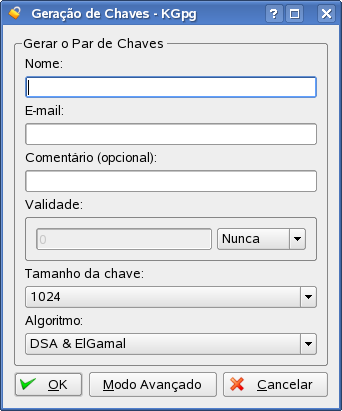 Geração de Chaves - KGpg
Gerar o Par de Chaves
Nome:
E-mail:
Comentário (opcional):
Validade:
0 Nunca
Tamanho da chave:
1024
Algoritmo:
DSA & ElGamal
OK Modo Avançado Cancelar